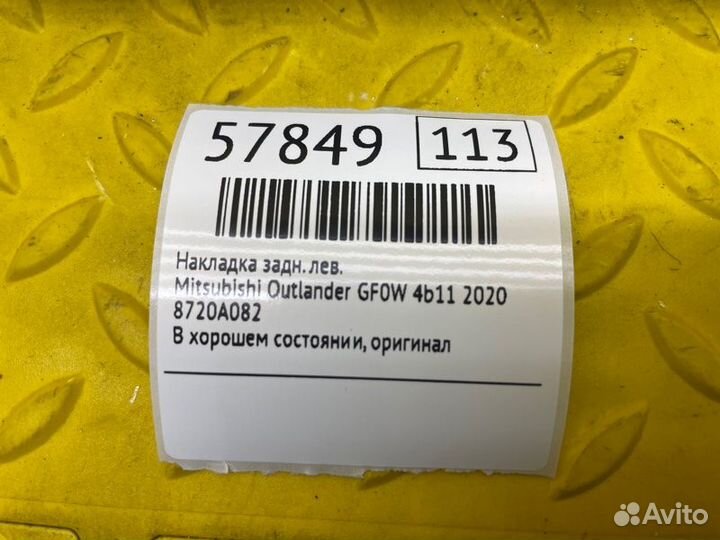 57849 113
Накладка задн. лев.
Mitsubishi Outlander GF0W 4b11 2020
8720A082
В хорошем состоянии, оригинал
Avito